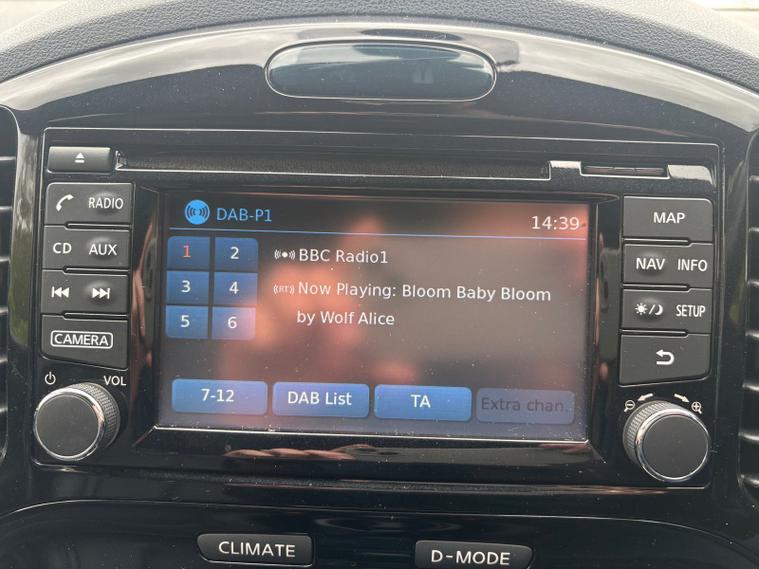 DAB-P1
14:39
RADIO
MAP
1 2
BBC Radio1
CD AUX
NAV INFO
3 4
(RT) Now Playing: Bloom Baby Bloom
by Wolf Alice
SETUP
5 6
CAMERA
VOL
7-12
DAB List
TA
Extra chan.
CLIMATE
D-MODE